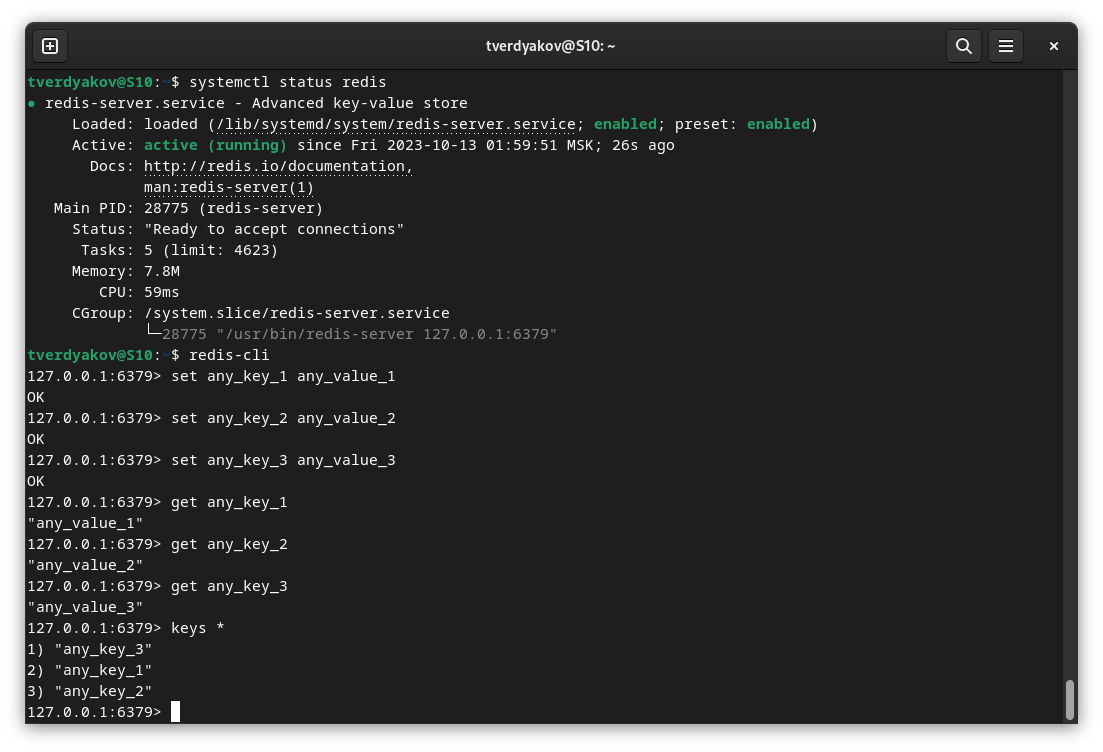 tverdyakov@S10: ~
tverdyakov@S10:~$ systemctl status redis
● redis-server.service - Advanced key-value store
     Loaded: loaded (/lib/systemd/system/redis-server.service; enabled; preset: enabled)
     Active: active (running) since Fri 2023-10-13 01:59:51 MSK; 26s ago
       Docs: http://redis.io/documentation,
             man:redis-server(1)
   Main PID: 28775 (redis-server)
     Status: "Ready to accept connections"
      Tasks: 5 (limit: 4623)
     Memory: 7.8M
        CPU: 59ms
     CGroup: /system.slice/redis-server.service
             └─28775 "/usr/bin/redis-server 127.0.0.1:6379"
tverdyakov@S10:~$ redis-cli
127.0.0.1:6379> set any_key_1 any_value_1
OK
127.0.0.1:6379> set any_key_2 any_value_2
OK
127.0.0.1:6379> set any_key_3 any_value_3
OK
127.0.0.1:6379> get any_key_1
"any_value_1"
127.0.0.1:6379> get any_key_2
"any_value_2"
127.0.0.1:6379> get any_key_3
"any_value_3"
127.0.0.1:6379> keys *
1) "any_key_3"
2) "any_key_1"
3) "any_key_2"
127.0.0.1:6379>